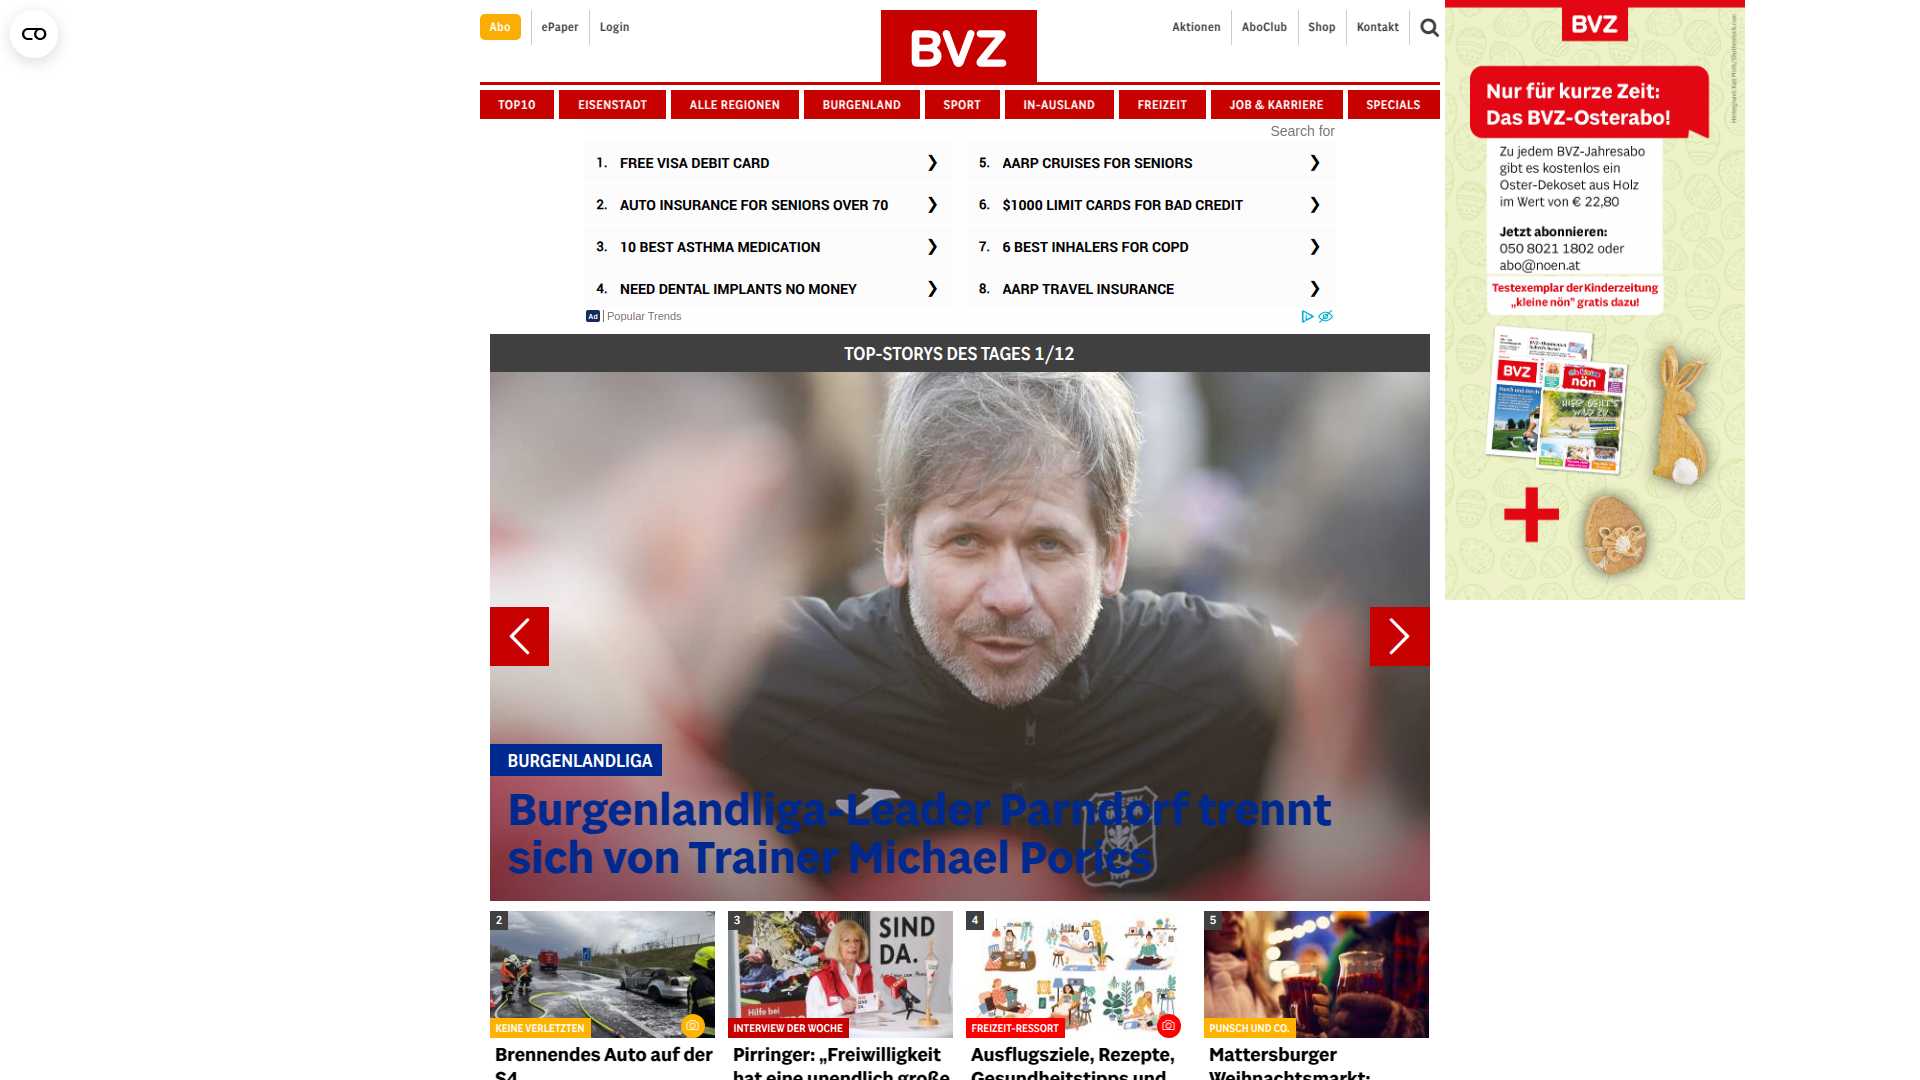 Abo
ePaper
Login
BVZ
Aktionen
AboClub
Shop
Kontakt
TOP10
EISENSTADT
ALLE REGIONEN
BURGENLAND
SPORT
IN-AUSLAND
FREIZEIT
JOB & KARRIERE
SPECIALS
Search for
1. FREE VISA DEBIT CARD ❯
2. AUTO INSURANCE FOR SENIORS OVER 70 ❯
3. 10 BEST ASTHMA MEDICATION ❯
4. NEED DENTAL IMPLANTS NO MONEY ❯
5. AARP CRUISES FOR SENIORS ❯
6. $1000 LIMIT CARDS FOR BAD CREDIT ❯
7. 6 BEST INHALERS FOR COPD ❯
8. AARP TRAVEL INSURANCE ❯
Ad | Popular Trends
TOP-STORYS DES TAGES 1/12
BURGENLANDLIGA
Burgenlandliga-Leader Parndorf trennt
sich von Trainer Michael Porics
2
KEINE VERLETZTEN
Brennendes Auto auf der
S4
3
SIND
DA.
Hilfe bei
INTERVIEW DER WOCHE
Pirringer: „Freiwilligkeit
hat eine unendlich große
4
FREIZEIT-RESSORT
Ausflugsziele, Rezepte,
Gesundheitstipps und
5
PUNSCH UND CO.
Mattersburger
Weihnachtsmarkt:
BVZ
Nur für kurze Zeit:
Das BVZ-Osterabo!
Zu jedem BVZ-Jahresabo
gibt es kostenlos ein
Oster-Dekoset aus Holz
im Wert von € 22,80
Jetzt abonnieren:
050 8021 1802 oder
abo@noen.at
Testexemplar der Kinderzeitung
„kleine nön" gratis dazu!
BVZ
nön
+